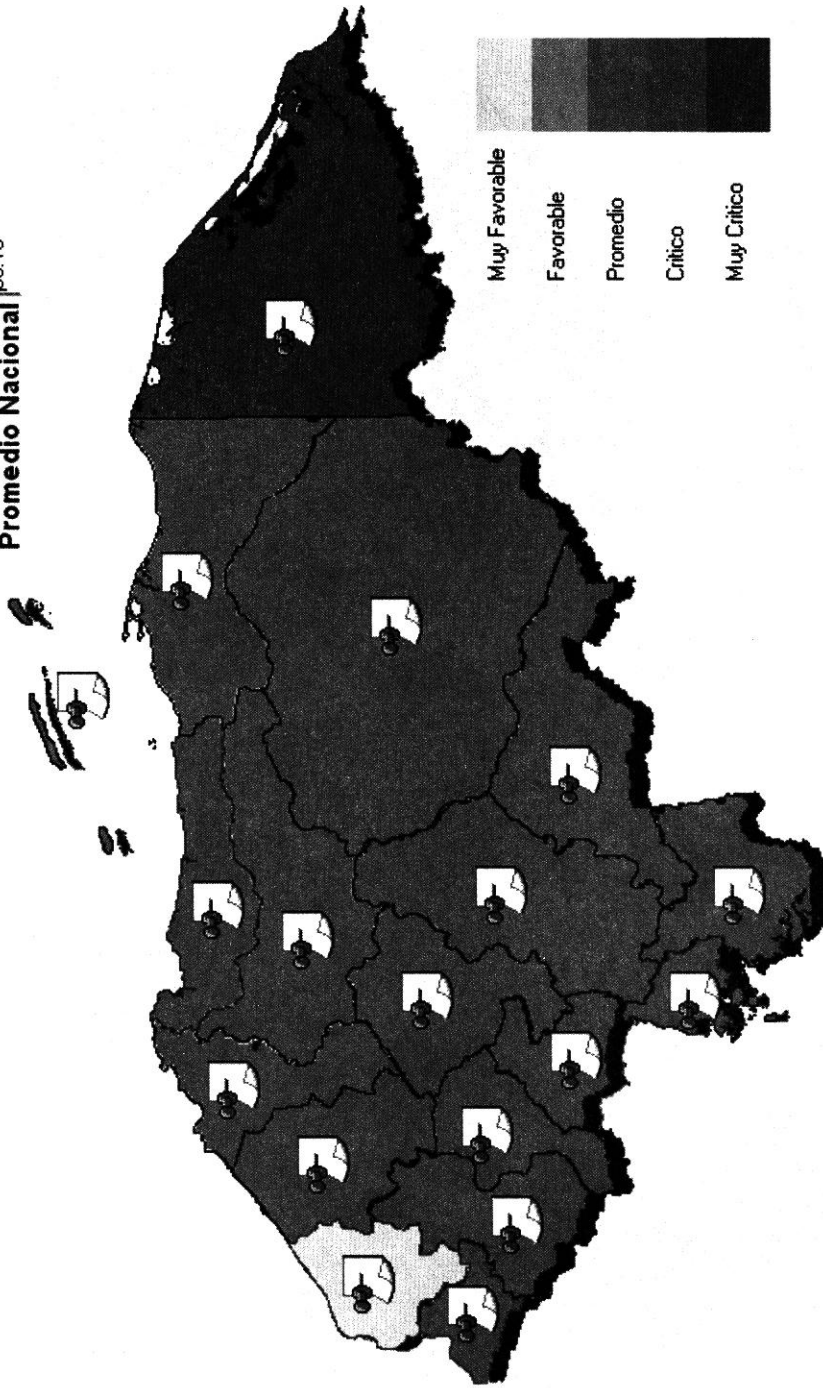 Promedio Nacional
Muy Favorable
Favorable
Promedio
Critico
Muy Critico